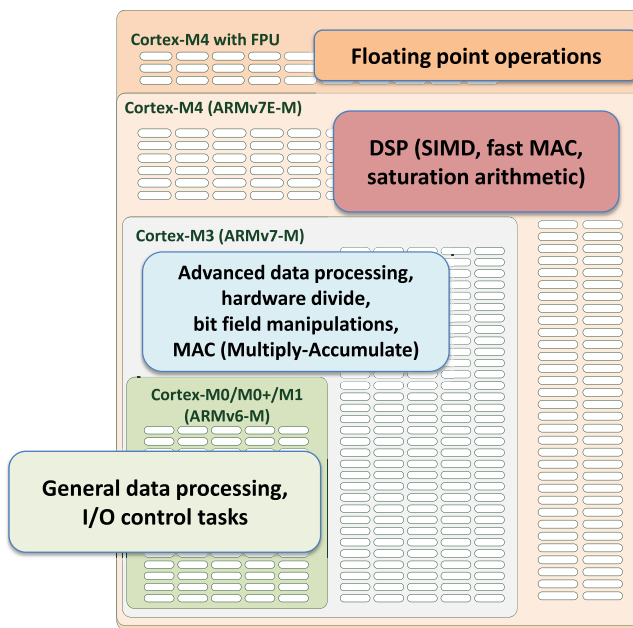 Cortex-M4 with FPU
Floating point operations
Cortex-M4 (ARMv7E-M)
DSP (SIMD, fast MAC,
saturation arithmetic)
Cortex-M3 (ARMv7-M)
Advanced data processing,
hardware divide,
bit field manipulations,
MAC (Multiply-Accumulate)
Cortex-M0/M0+/M1
(ARMv6-M)
General data processing,
I/O control tasks